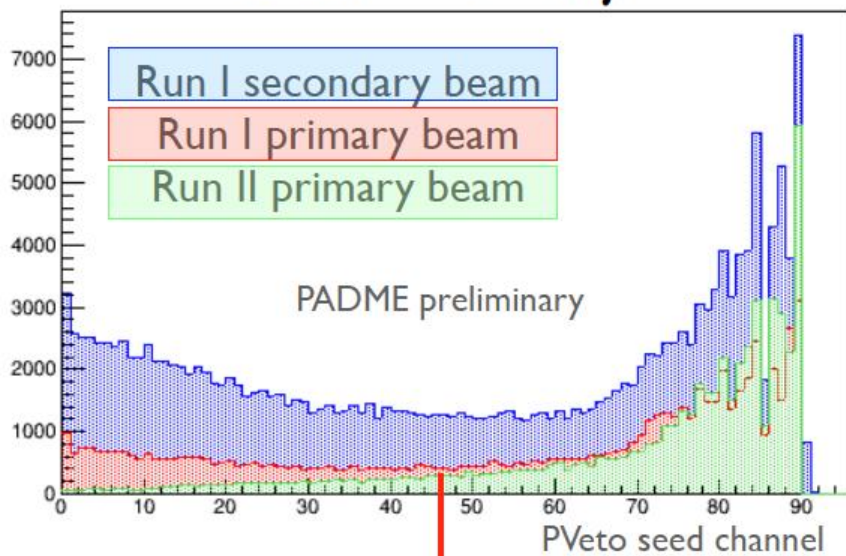 7000
6000
5000
4000
3000
2000
1000
0
Run I secondary beam
Run I primary beam
Run II primary beam
PADME preliminary
0 10 20 30 40 50 60 70 80 90
PVeto seed channel